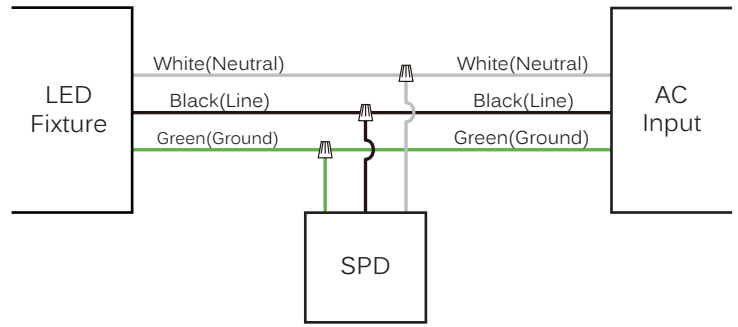 White(Neutral)
White(Neutral)
LED
Fixture
Black(Line)
Black(Line)
AC
Input
Green(Ground)
Green(Ground)
SPD